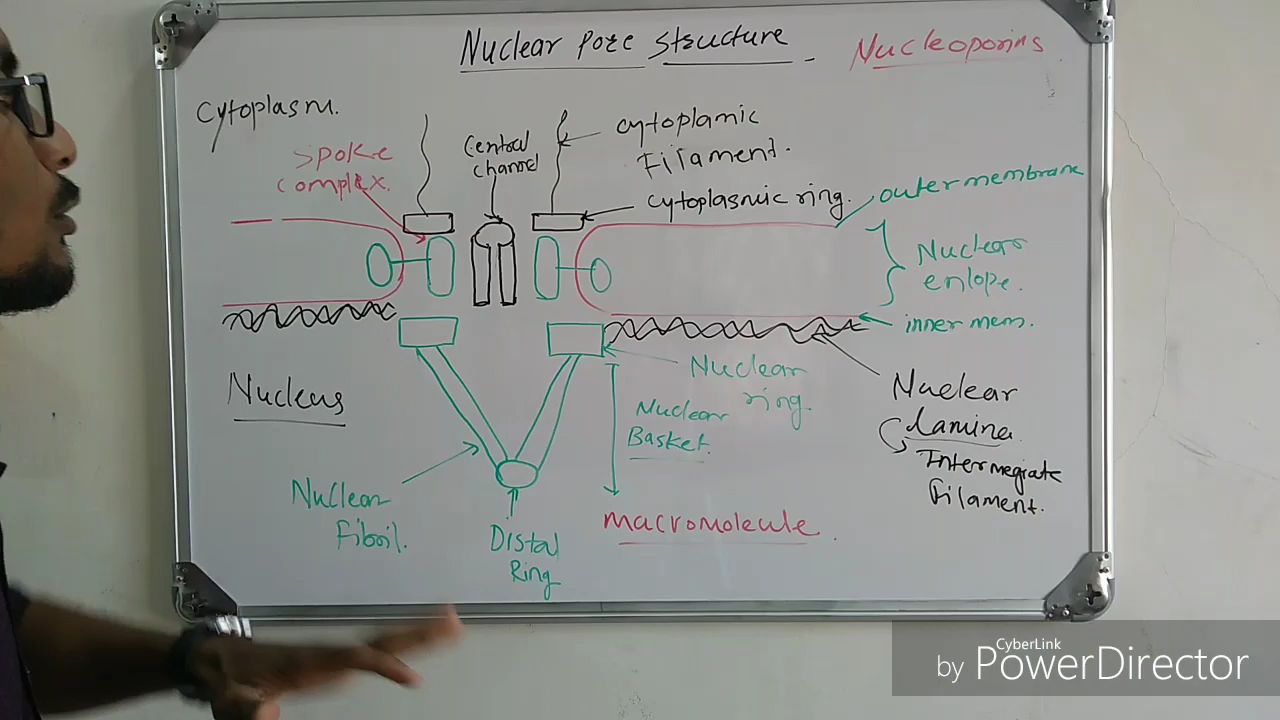 Nuclear Pore Structure
Nucleoporins
Cytoplasm.
Spoke
complex.
Central
channel
cytoplamic
Filament.
cytoplasmic ring.
outer membrane
Nuclear
enlope.
inner mem.
Nucleus
Nuclear
ring.
Nuclear
Basket.
Nuclear
Lamina
Intermegiate
Filament.
Nuclear
Fibril.
Distal
Ring
macromolecule.
CyberLink
by PowerDirector